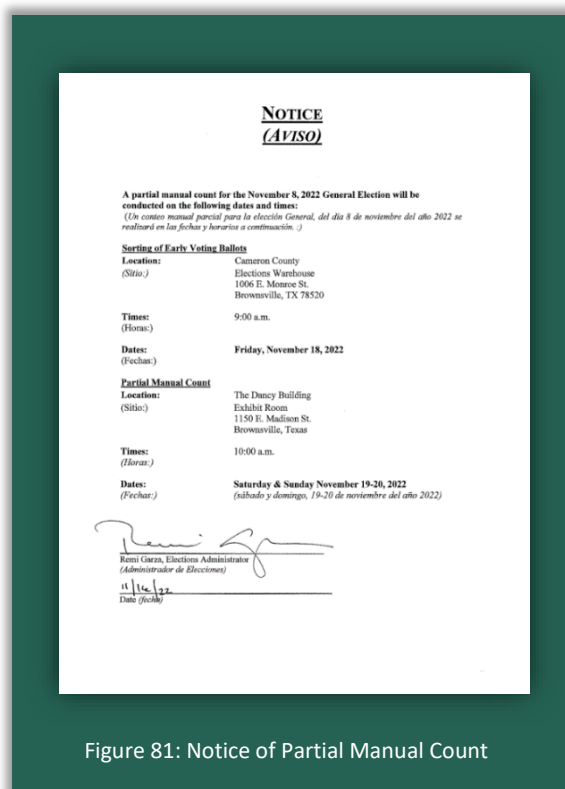 NOTICE
(AVISO)
A partial manual count for the November 8, 2022 General Election will be
conducted on the following dates and times:
(Un conteo manual parcial para la elección General, del día 8 de noviembre del año 2022 se
realizará en las fechas y horarios a continuación. :)
Sorting of Early Voting Ballots
Location: Cameron County
(Sitio:) Elections Warehouse
1006 E. Monroe St.
Brownsville, TX 78520
Times: 9:00 a.m.
(Horas:)
Dates: Friday, November 18, 2022
(Fechas:)
Partial Manual Count
Location: The Dancy Building
(Sitio:) Exhibit Room
1150 E. Madison St.
Brownsville, Texas
Times: 10:00 a.m.
(Horas:)
Dates: Saturday & Sunday November 19-20, 2022
(Fechas:) (sábado y domingo, 19-20 de noviembre del año 2022)
Remi Garza, Elections Administrator
(Administrador de Elecciones)
11/16/22
Date (fecha)
Figure 81: Notice of Partial Manual Count